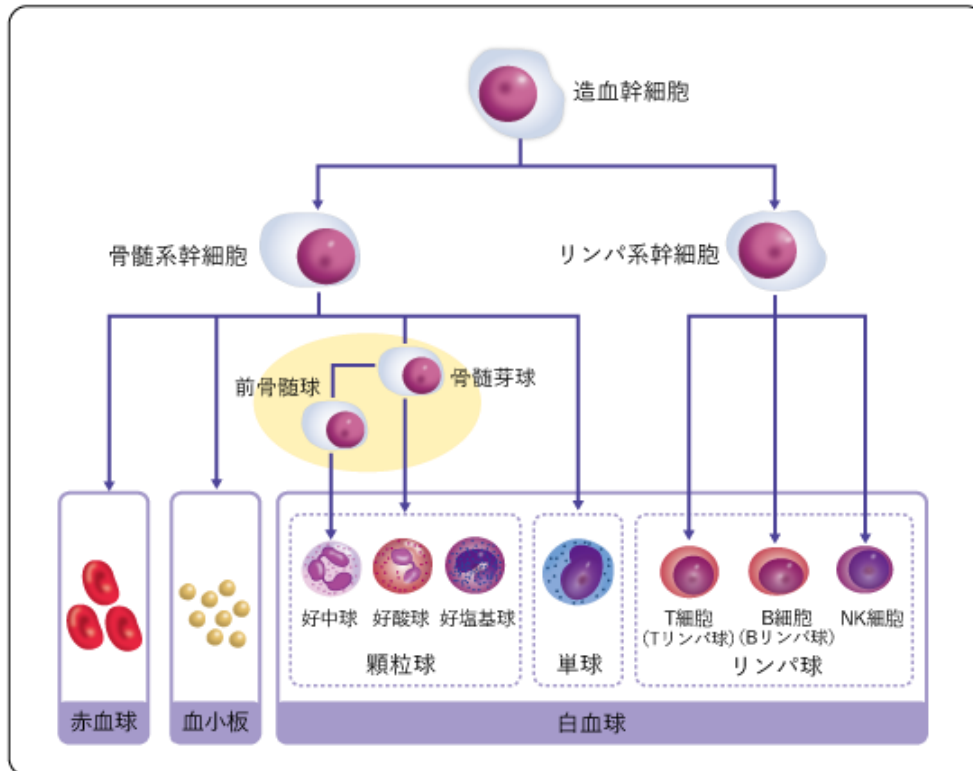 造血幹細胞
骨髄系幹細胞
リンパ系幹細胞
前骨髄球
骨髄芽球
好中球
好酸球
好塩基球
顆粒球
単球
T細胞
(Tリンパ球)
B細胞
(Bリンパ球)
NK細胞
リンパ球
赤血球
血小板
白血球